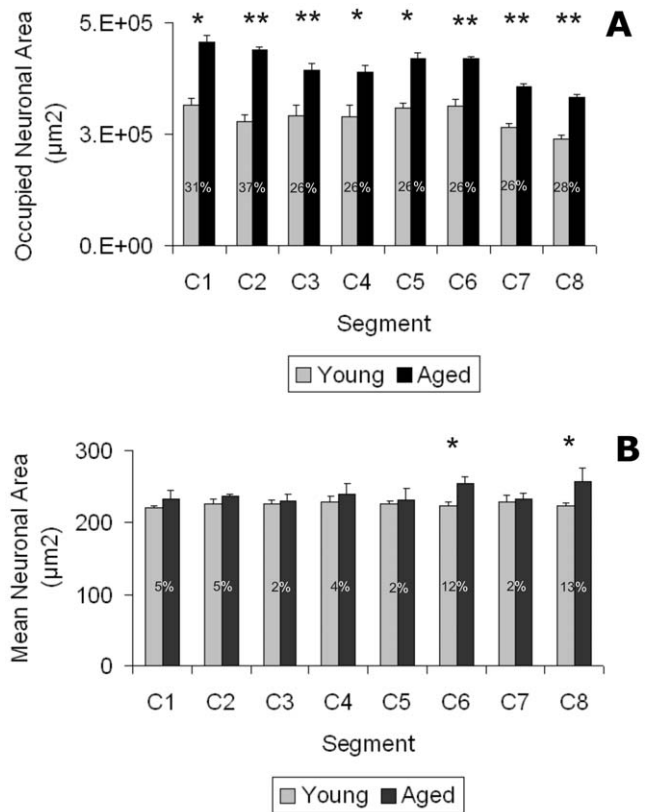 A
* ** ** * * ** ** **
Occupied Neuronal Area
(µm2)
5.E+05
3.E+05
0.E+00
31% 37% 26% 26% 26% 26% 26% 28%
C1 C2 C3 C4 C5 C6 C7 C8
Segment
Young Aged
B
* *
Mean Neuronal Area
(µm2)
300
200
100
0
5% 5% 2% 4% 2% 12% 2% 13%
C1 C2 C3 C4 C5 C6 C7 C8
Segment
Young Aged